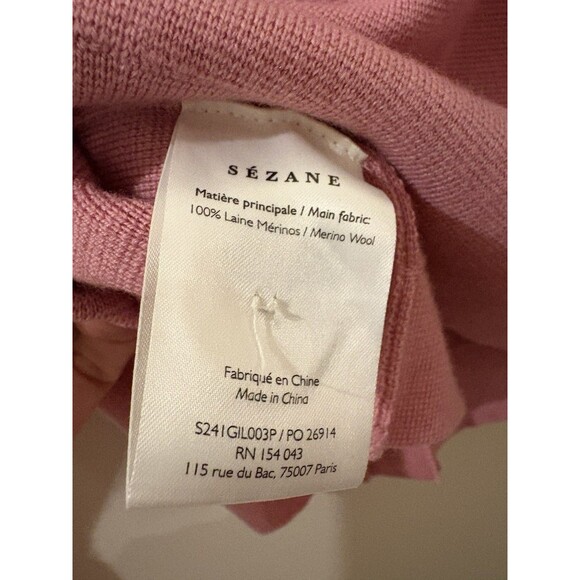 SÉZANE
Matière principale / Main fabric:
100% Laine Mérinos / Merino Wool
Fabriqué en Chine
Made in China
S241GIL003P / PO 26914
RN 154 043
115 rue du Bac, 75007 Paris